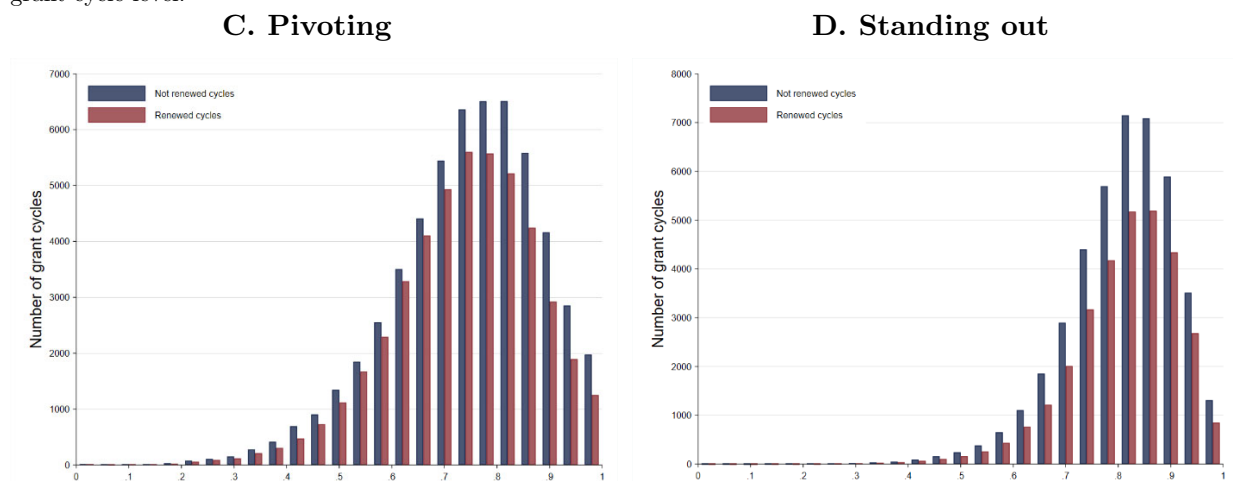 grant-cycle level.
C. Pivoting
7000
6000
5000
4000
3000
2000
1000
0
Number of grant cycles
Not renewed cycles
Renewed cycles
0 .1 .2 .3 .4 .5 .6 .7 .8 .9 1
D. Standing out
8000
7000
6000
5000
4000
3000
2000
1000
0
Number of grant cycles
Not renewed cycles
Renewed cycles
0 .1 .2 .3 .4 .5 .6 .7 .8 .9 1